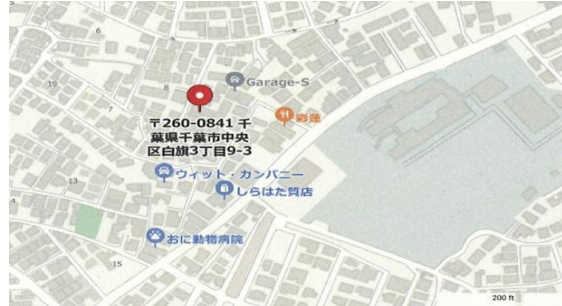 6
19
8
Garage-S
7
〒260-0841 千
葉県千葉市中央
区白旗3丁目9-3
彩蓮
ウィット・カンパニー
13
しらはた質店
4
おに動物病院
15
200 ft